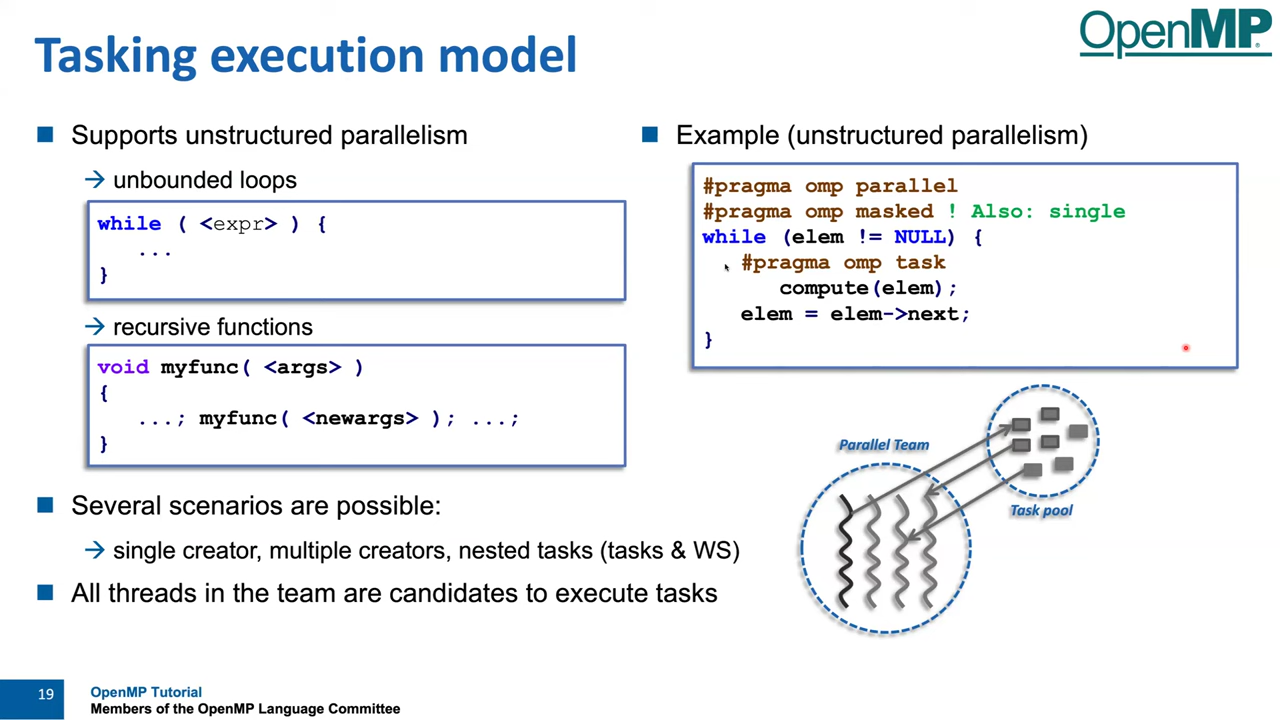 Tasking execution model
OpenMP
Supports unstructured parallelism
→ unbounded loops
while ( <expr> ) {
...
}
→ recursive functions
void myfunc( <args> )
{
...; myfunc( <newargs> ); ...;
}
Several scenarios are possible:
→ single creator, multiple creators, nested tasks (tasks & WS)
All threads in the team are candidates to execute tasks
Example (unstructured parallelism)
#pragma omp parallel
#pragma omp masked ! Also: single
while (elem != NULL) {
#pragma omp task
compute(elem);
elem = elem->next;
}
Parallel Team
Task pool
19
OpenMP Tutorial
Members of the OpenMP Language Committee